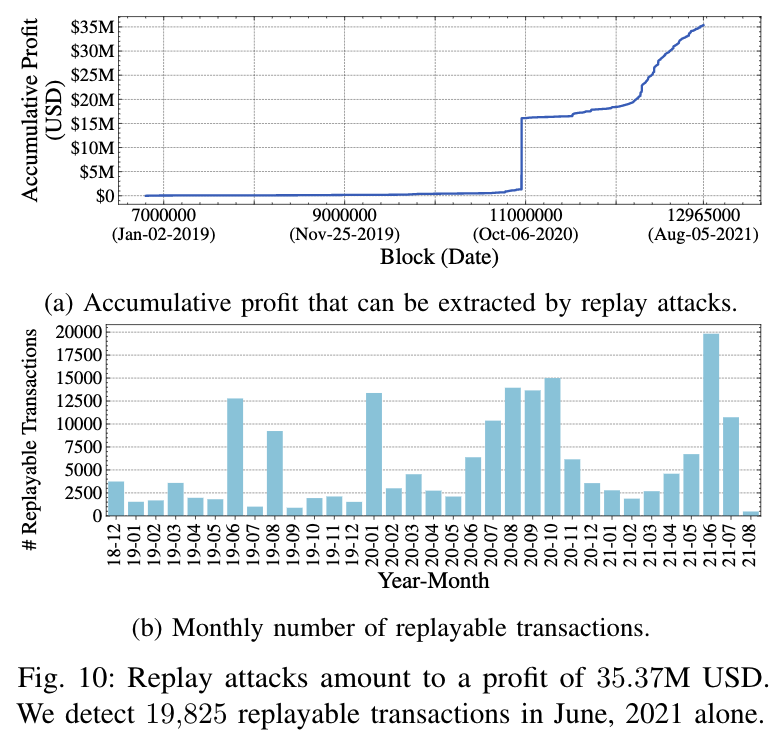 Accumulative Profit
(USD)
$35M
$30M
$25M
$20M
$15M
$10M
$5M
$0
7000000 9000000 11000000 12965000
(Jan-02-2019) (Nov-25-2019) (Oct-06-2020) (Aug-05-2021)
Block (Date)
(a) Accumulative profit that can be extracted by replay attacks.
# Replayable Transactions
20000
17500
15000
12500
10000
7500
5000
2500
0
18-12 19-01 19-02 19-03 19-04 19-05 19-06 19-07 19-08 19-09 19-10 19-11 19-12 20-01 20-02 20-03 20-04 20-05 20-06 20-07 20-08 20-09 20-10 20-11 20-12 21-01 21-02 21-03 21-04 21-05 21-06 21-07 21-08
Year-Month
(b) Monthly number of replayable transactions.
Fig. 10: Replay attacks amount to a profit of 35.37M USD.
We detect 19,825 replayable transactions in June, 2021 alone.